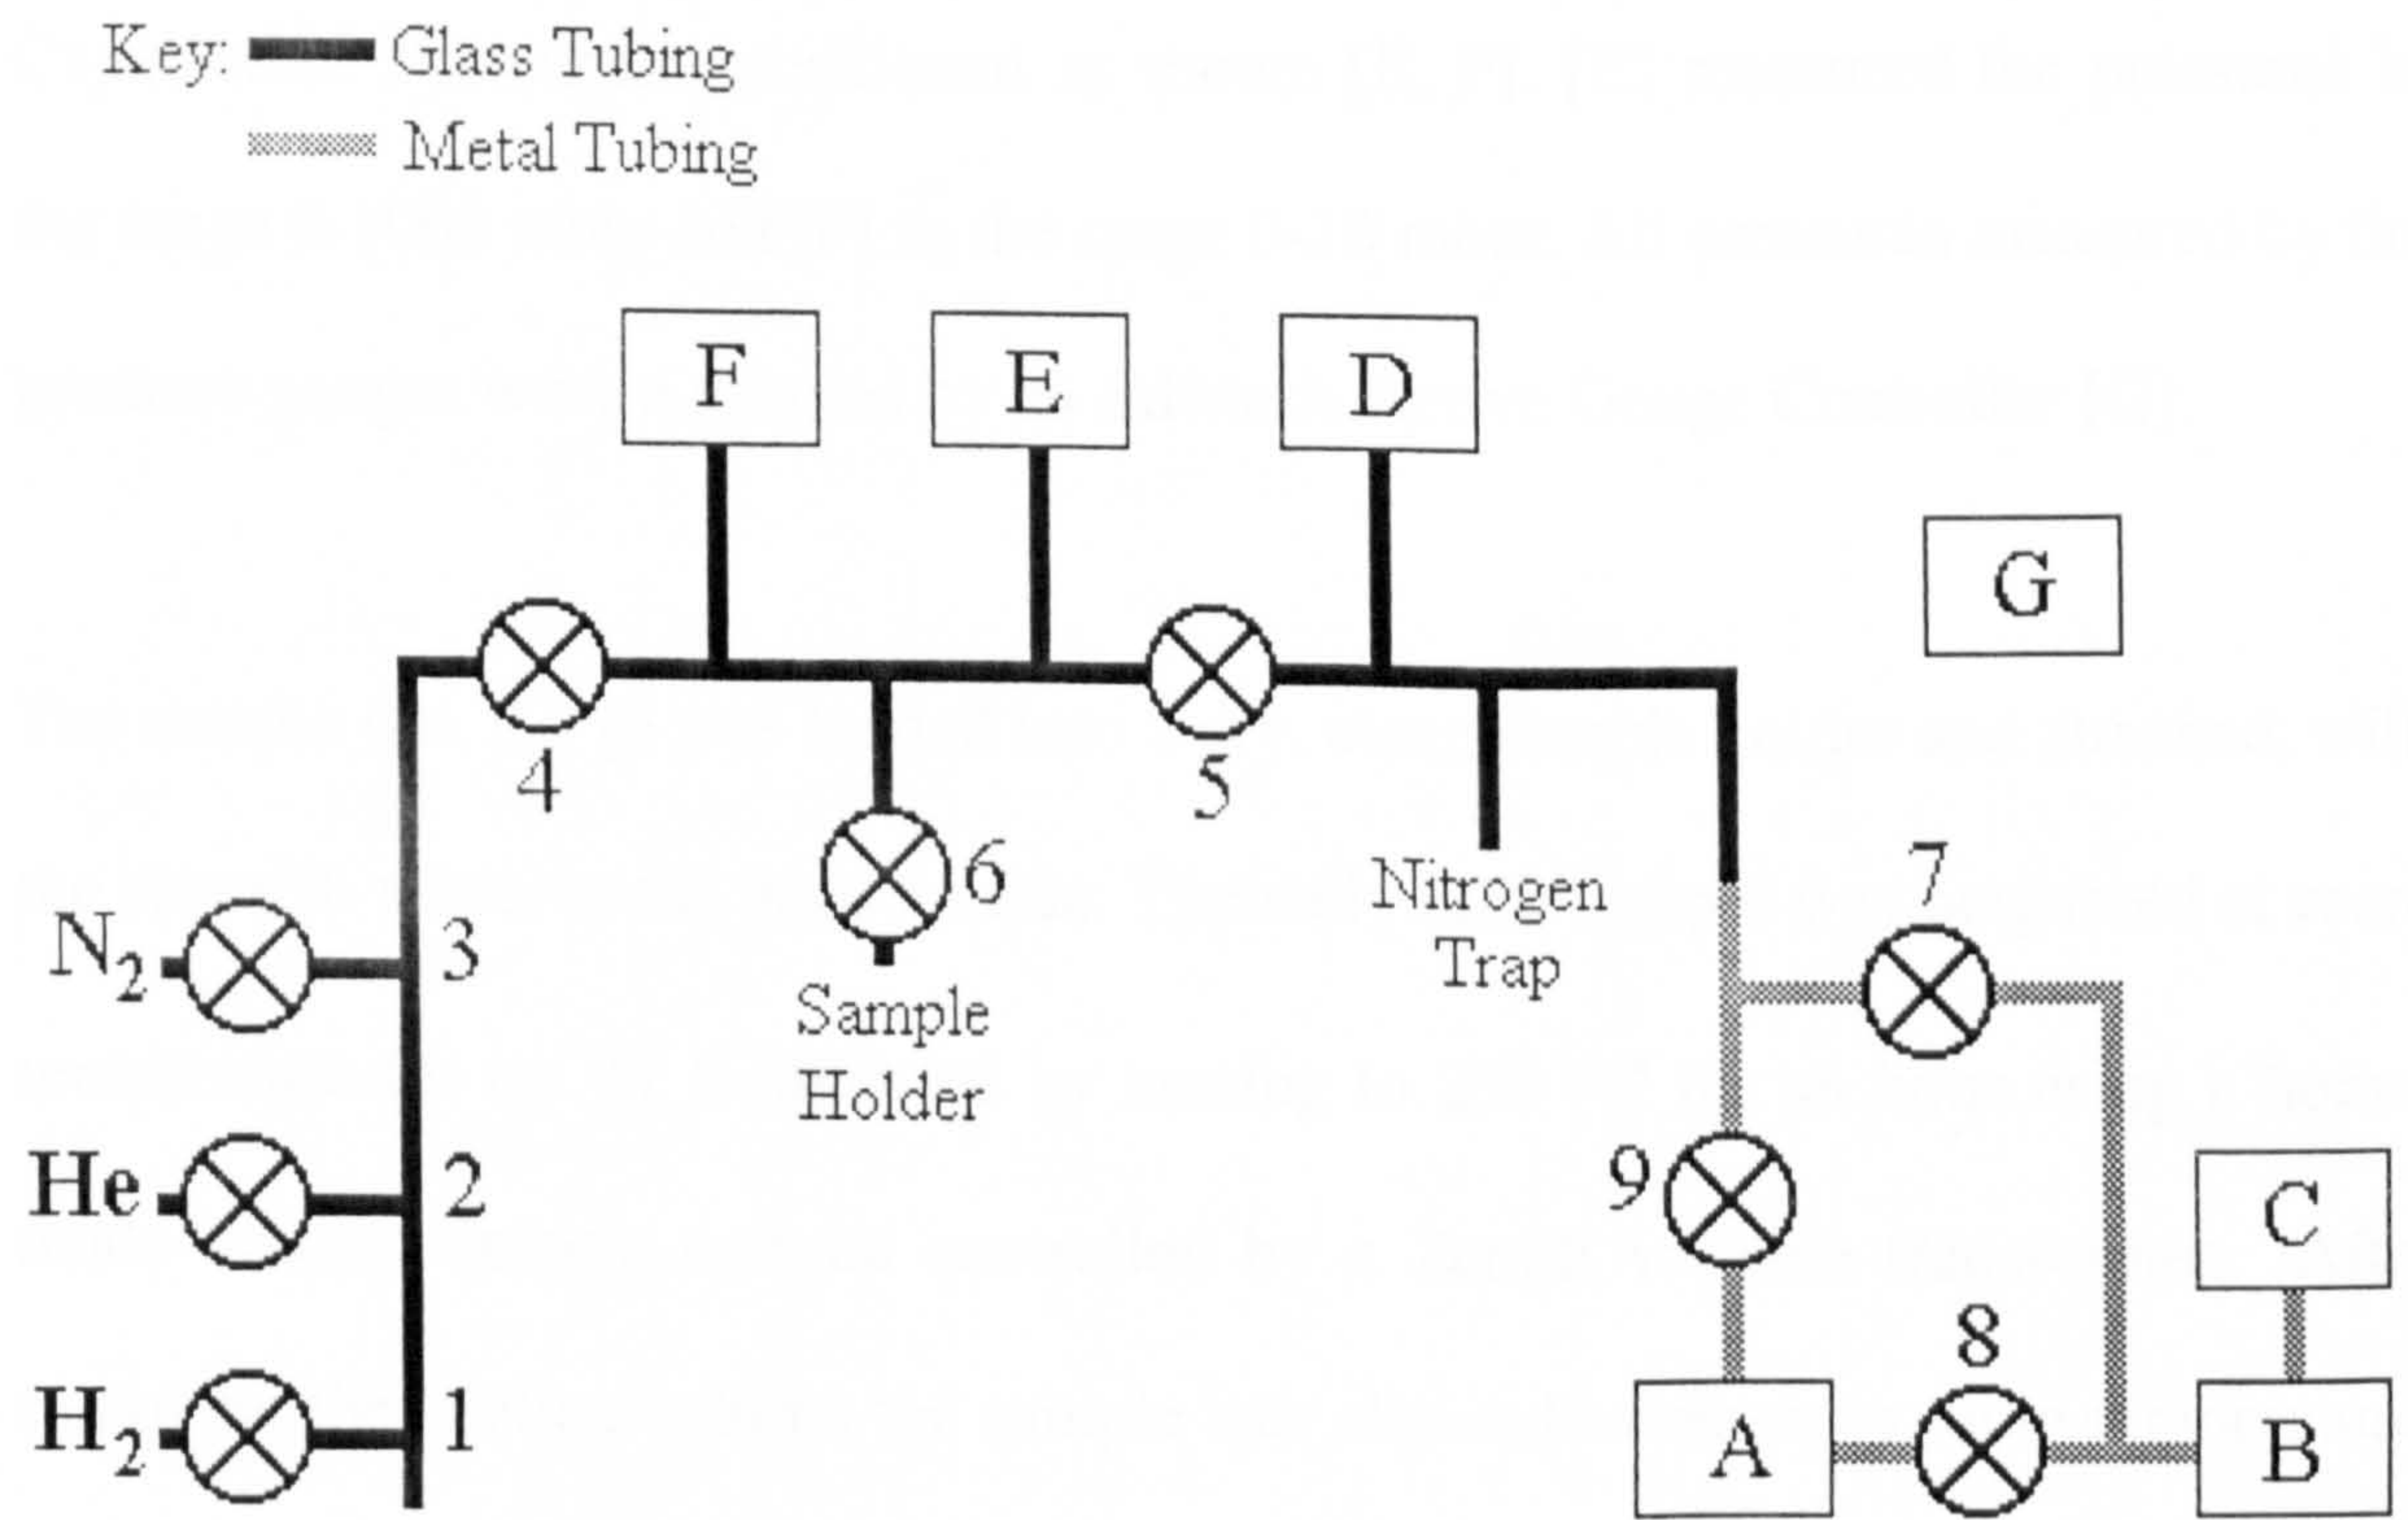 Key: Glass Tubing
Metal Tubing
F
E
D
G
4
5
6
Sample
Holder
Nitrogen
Trap
7
N2
3
He
2
H2
1
9
8
C
A
B